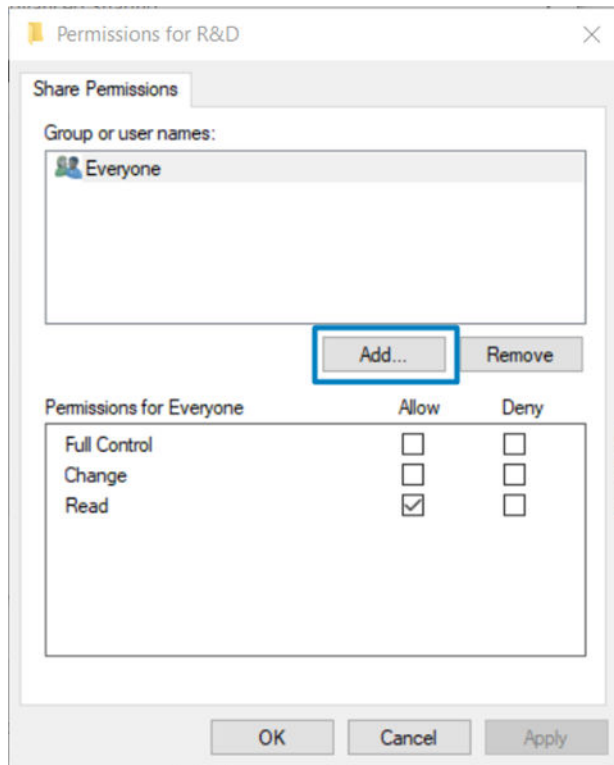 Permissions for R&D
Share Permissions
Group or user names:
Everyone
Add...
Remove
Permissions for Everyone
Allow
Deny
Full Control
Change
Read
OK
Cancel
Apply